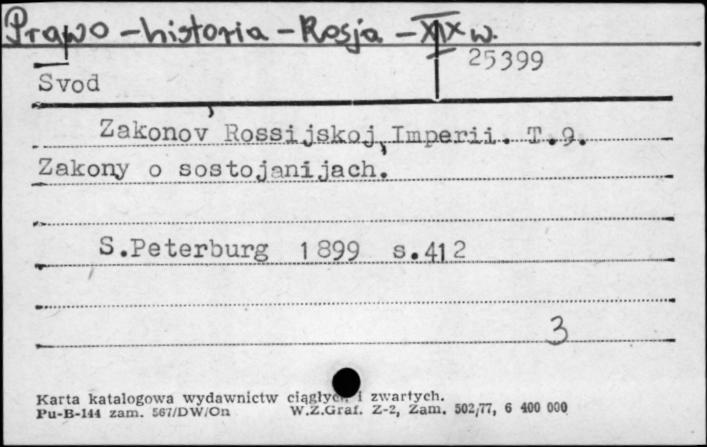 Prawo - historia - Rosja - XIX w.
25399
Svod
Zakonov Rossijskoj Imperii. T.9.
Zakony o sostojanijach.
S.Peterburg 1899 s.412
3
Karta katalogowa wydawnictw ciągłych i zwartych.
Pu-B-144 zam. 567/DW/On W.Z.Graf. Z-2, Zam. 502/77, 6 400 000